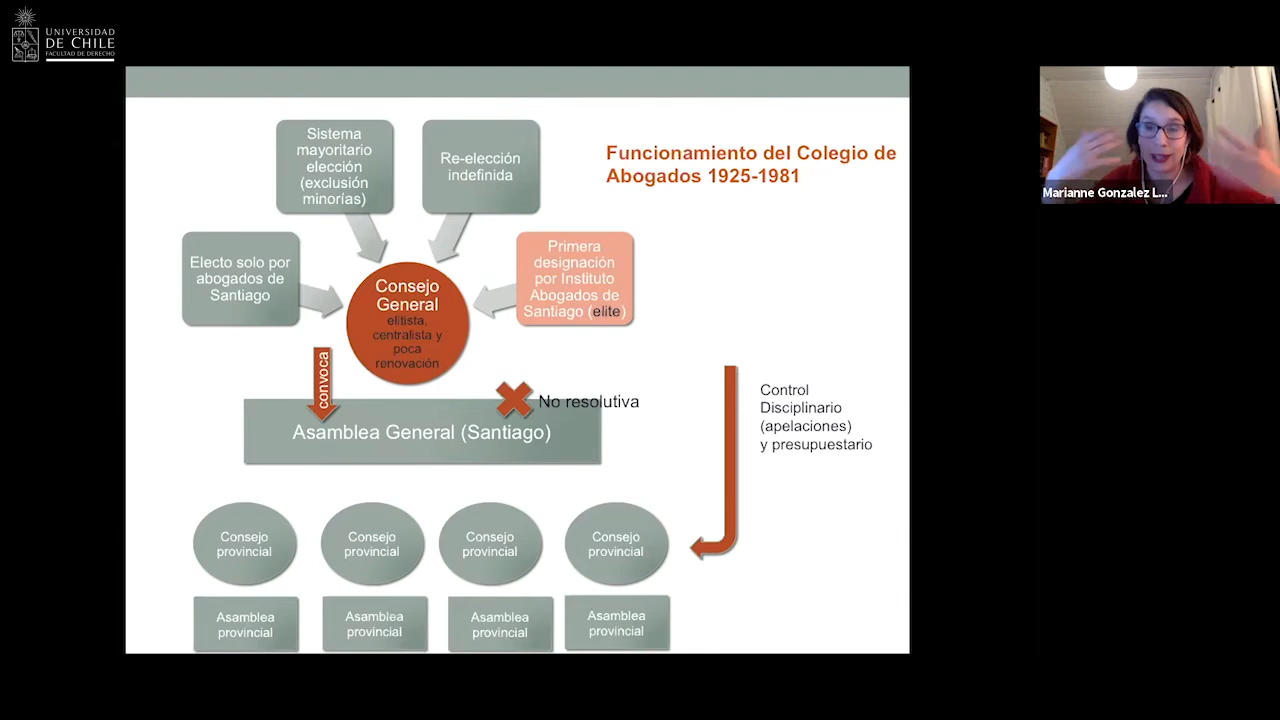 UNIVERSIDAD
DE CHILE
FACULTAD DE DERECHO
Funcionamiento del Colegio de
Abogados 1925-1981
Sistema
mayoritario
elección
(exclusión
minorías)
Re-elección
indefinida
Electo solo por
abogados de
Santiago
Primera
designación
por Instituto
Abogados de
Santiago (elite)
Consejo
General
elitista,
centralista y
poca
renovación
convoca
No resolutiva
Asamblea General (Santiago)
Control
Disciplinario
(apelaciones)
y presupuestario
Consejo
provincial
Consejo
provincial
Consejo
provincial
Consejo
provincial
Asamblea
provincial
Asamblea
provincial
Asamblea
provincial
Asamblea
provincial
Marianne Gonzalez L...